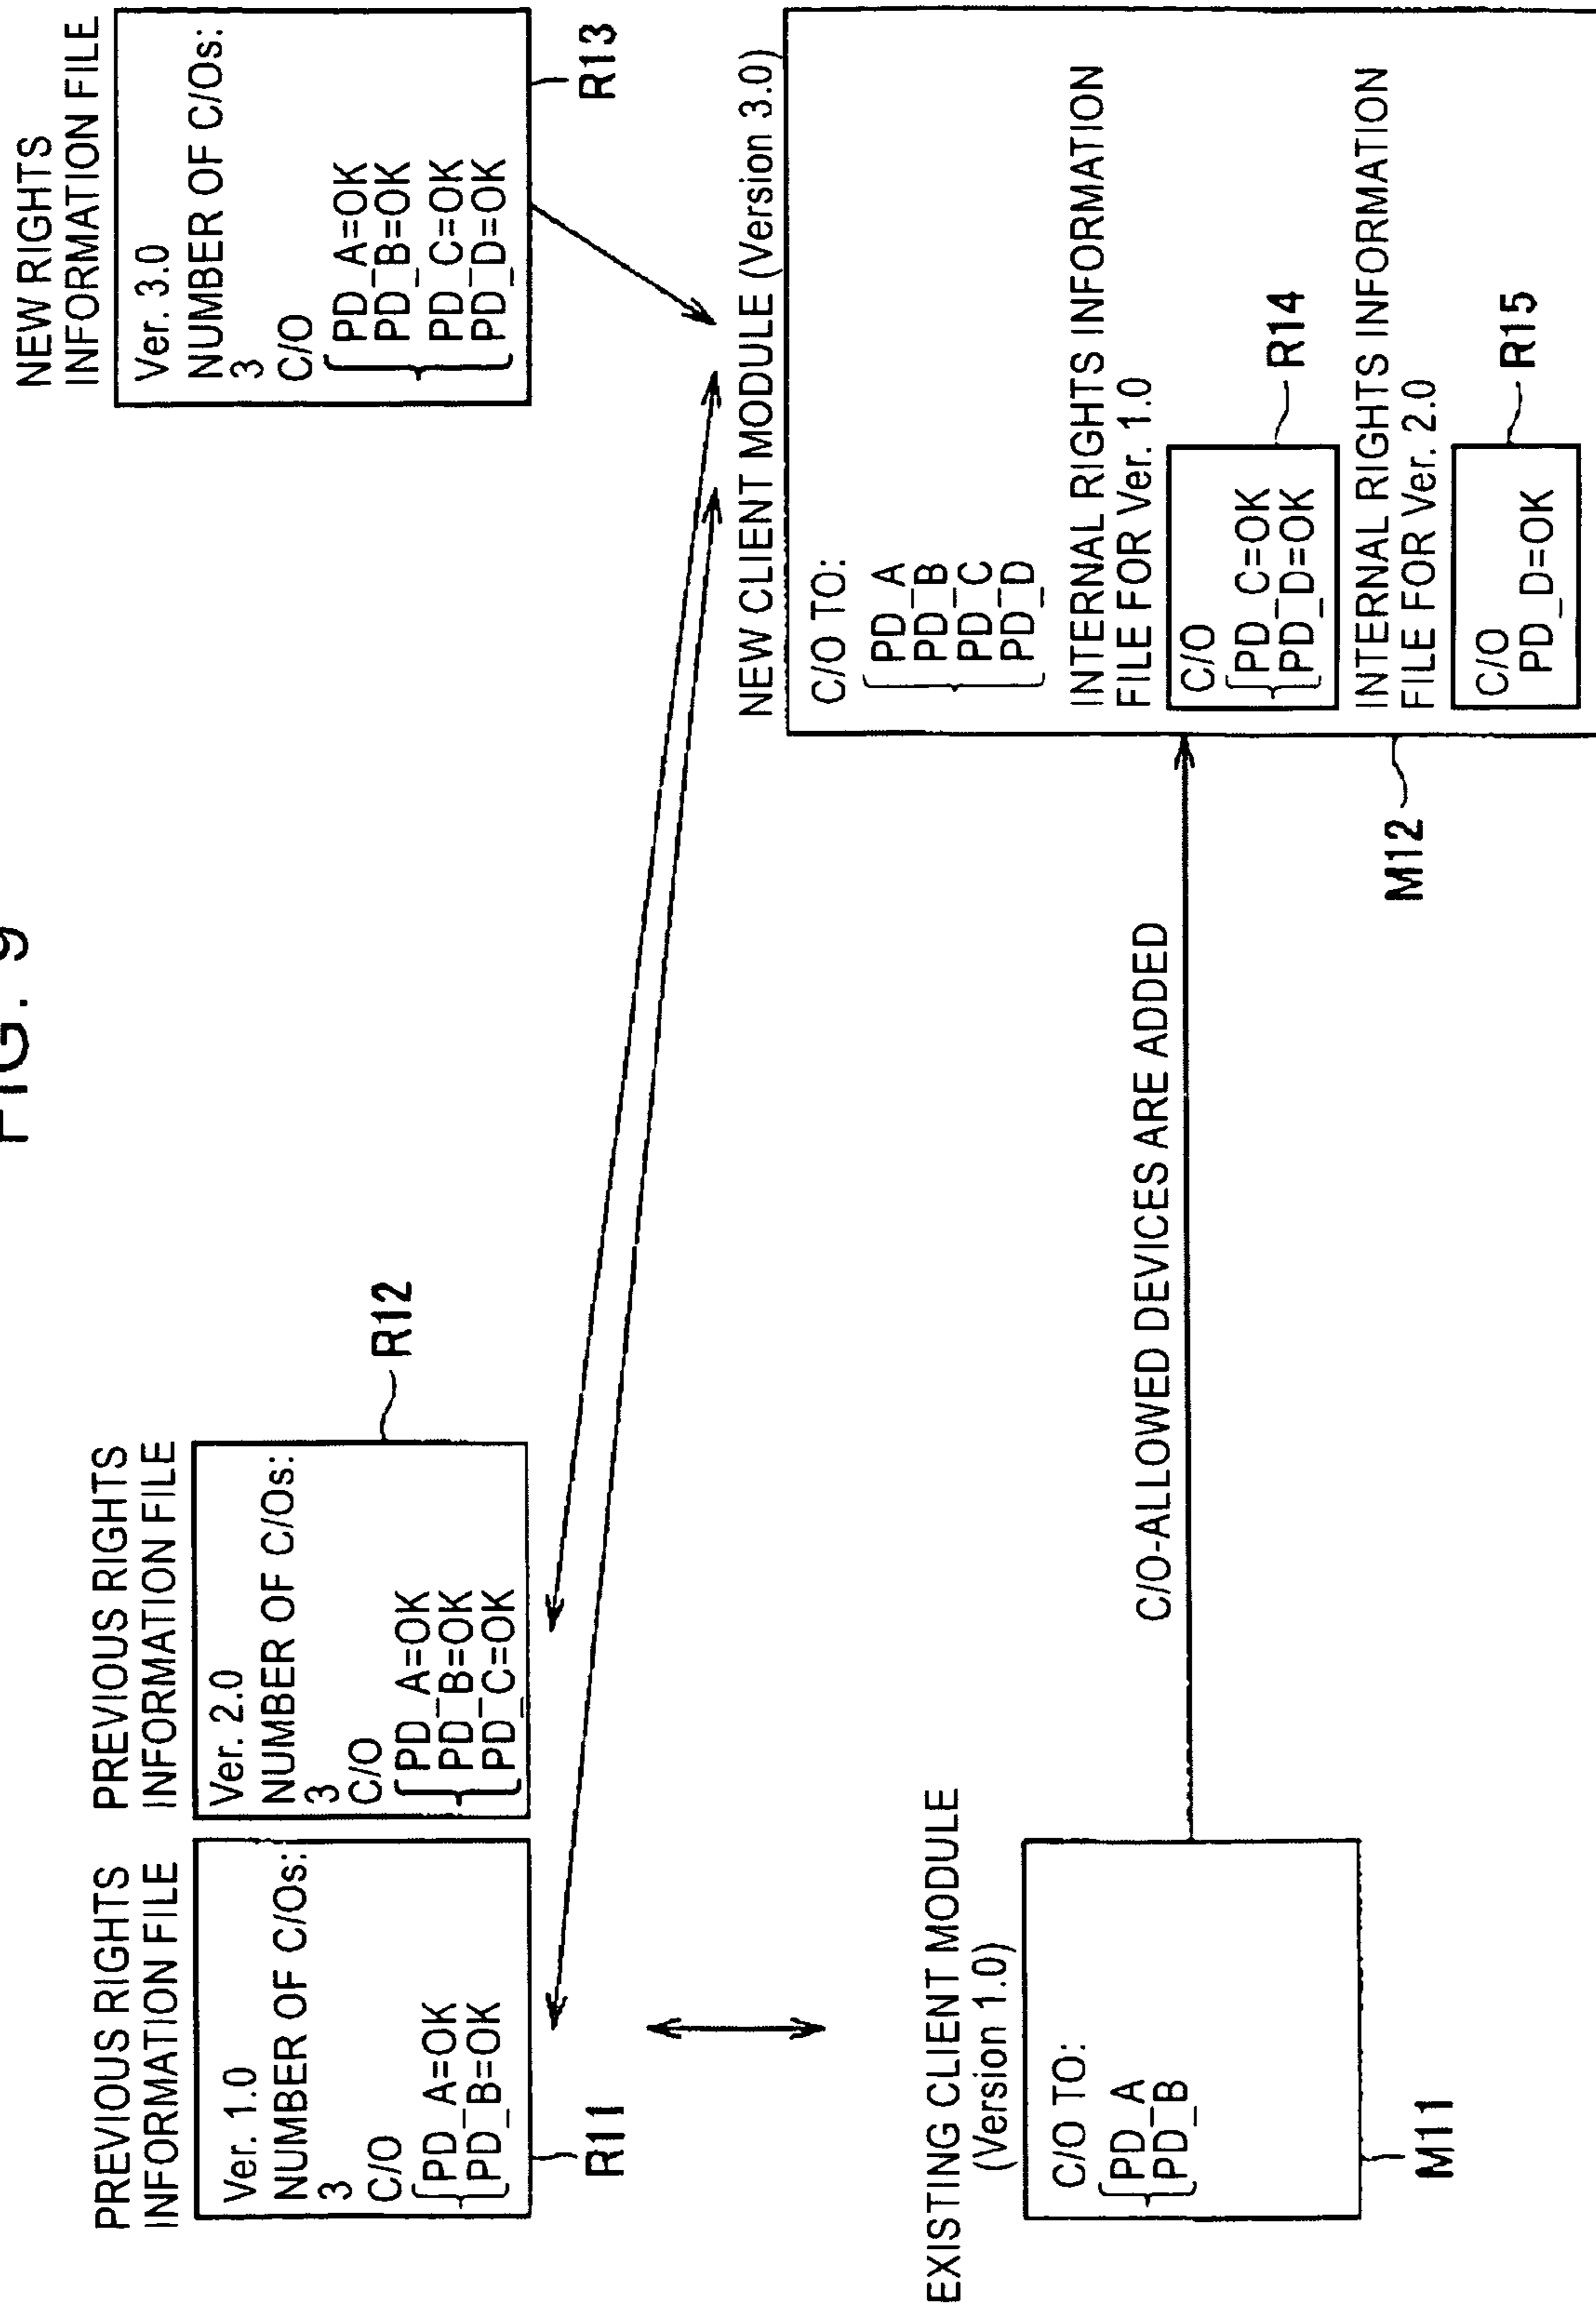 FIG. 9
PREVIOUS RIGHTS
INFORMATION FILE
Ver. 1.0
NUMBER OF C/Os:
3
C/O
PD_A=OK
PD_B=OK
R11
PREVIOUS RIGHTS
INFORMATION FILE
Ver. 2.0
NUMBER OF C/Os:
3
C/O
PD_A=OK
PD_B=OK
PD_C=OK
R12
NEW RIGHTS
INFORMATION FILE
Ver. 3.0
NUMBER OF C/Os:
3
C/O
PD_A=OK
PD_B=OK
PD_C=OK
PD_D=OK
R13
EXISTING CLIENT MODULE
(Version 1.0)
C/O TO:
PD_A
PD_B
M11
C/O-ALLOWED DEVICES ARE ADDED
NEW CLIENT MODULE (Version 3.0)
C/O TO:
PD_A
PD_B
PD_C
PD_D
INTERNAL RIGHTS INFORMATION
FILE FOR Ver. 1.0
C/O
PD_C=OK
PD_D=OK
R14
INTERNAL RIGHTS INFORMATION
FILE FOR Ver. 2.0
C/O
PD_D=OK
R15
M12